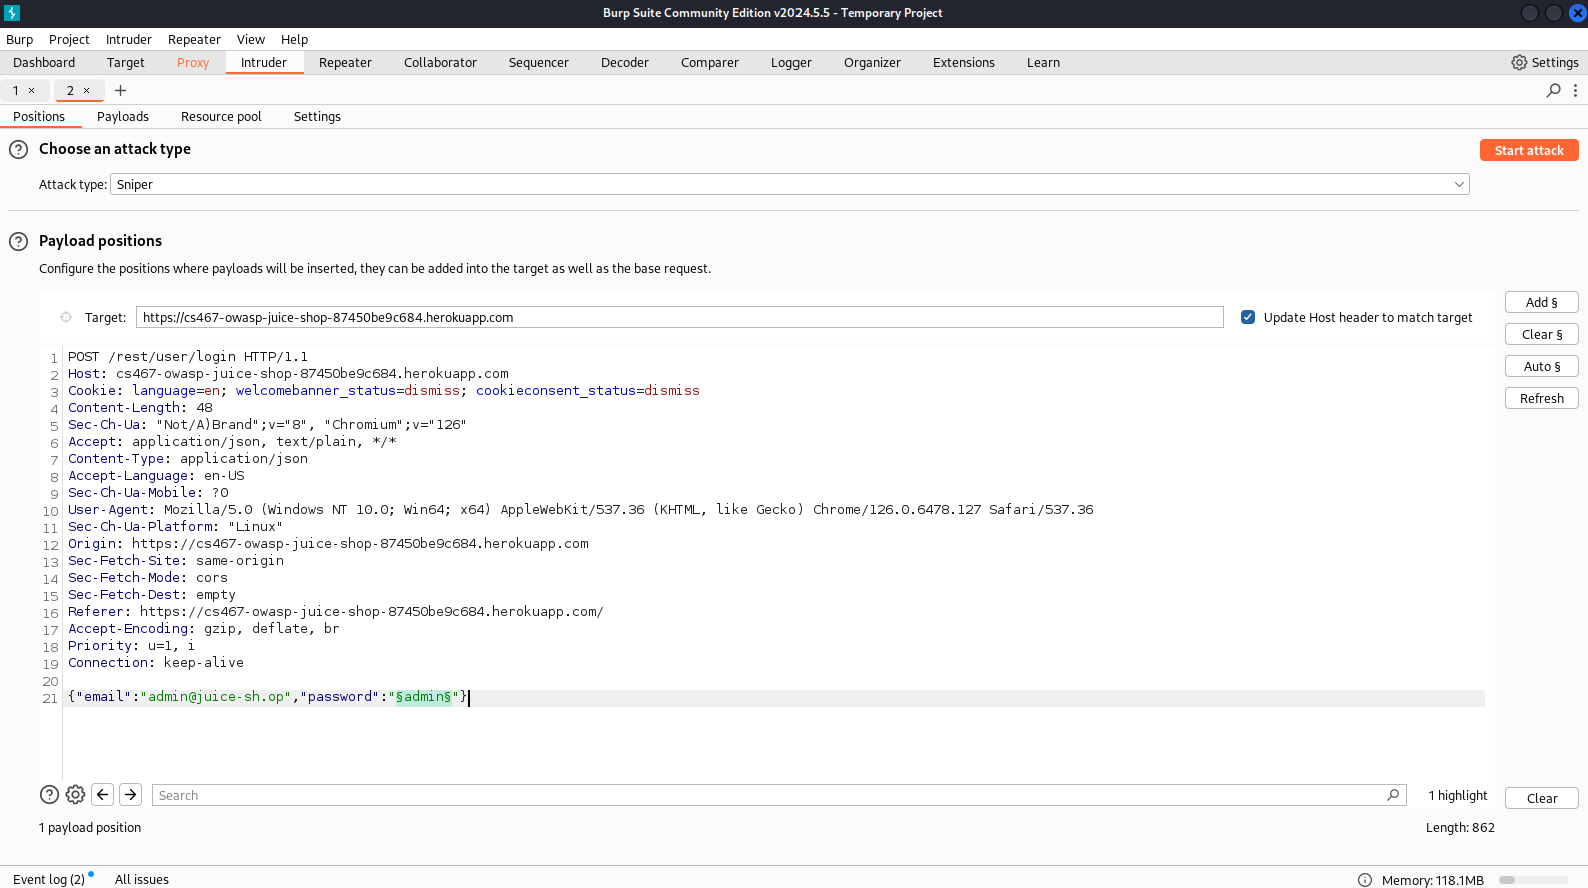 Burp Suite Community Edition v2024.5.5 - Temporary Project
Burp Project Intruder Repeater View Help
Dashboard Target Proxy Intruder Repeater Collaborator Sequencer Decoder Comparer Logger Organizer Extensions Learn Settings
1 × 2 × +
Positions Payloads Resource pool Settings
? Choose an attack type Start attack
Attack type: Sniper
? Payload positions
Configure the positions where payloads will be inserted, they can be added into the target as well as the base request.
Target: https://cs467-owasp-juice-shop-87450be9c684.herokuapp.com Update Host header to match target
Add §
Clear §
Auto §
Refresh
1 POST /rest/user/login HTTP/1.1
2 Host: cs467-owasp-juice-shop-87450be9c684.herokuapp.com
3 Cookie: language=en; welcomebanner_status=dismiss; cookieconsent_status=dismiss
4 Content-Length: 48
5 Sec-Ch-Ua: "Not/A)Brand";v="8", "Chromium";v="126"
6 Accept: application/json, text/plain, */*
7 Content-Type: application/json
8 Accept-Language: en-US
9 Sec-Ch-Ua-Mobile: ?0
10 User-Agent: Mozilla/5.0 (Windows NT 10.0; Win64; x64) AppleWebKit/537.36 (KHTML, like Gecko) Chrome/126.0.6478.127 Safari/537.36
11 Sec-Ch-Ua-Platform: "Linux"
12 Origin: https://cs467-owasp-juice-shop-87450be9c684.herokuapp.com
13 Sec-Fetch-Site: same-origin
14 Sec-Fetch-Mode: cors
15 Sec-Fetch-Dest: empty
16 Referer: https://cs467-owasp-juice-shop-87450be9c684.herokuapp.com/
17 Accept-Encoding: gzip, deflate, br
18 Priority: u=1, i
19 Connection: keep-alive
20
21 {"email":"admin@juice-sh.op","password":"§admin§"}
? Search 1 highlight Clear
1 payload position Length: 862
Event log (2) All issues Memory: 118.1MB